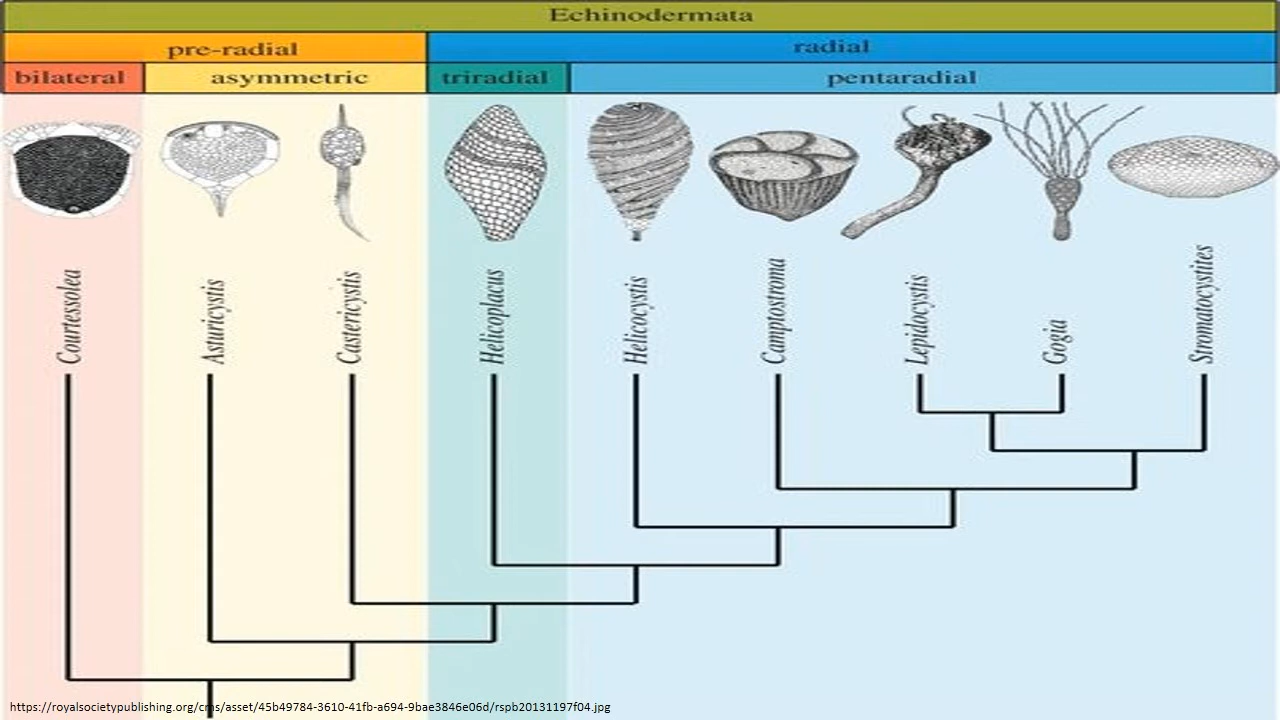 Echinodermata
pre-radial
radial
bilateral
asymmetric
triradial
pentaradial
Courtessolea
Asturicystis
Castericystis
Helicoplacus
Helicocystis
Camptostroma
Lepidocystis
Gogia
Stromatocystites
https://royalsocietypublishing.org/cms/asset/45b49784-3610-41fb-a694-9bae3846e06d/rspb20131197f04.jpg